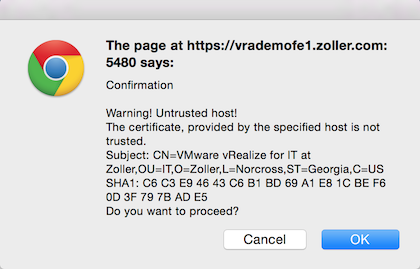 The page at https://vrademofe1.zoller.com:
5480 says:
Confirmation
Warning! Untrusted host!
The certificate, provided by the specified host is not
trusted.
Subject: CN=VMware vRealize for IT at
Zoller,OU=IT,O=Zoller,L=Norcross,ST=Georgia,C=US
SHA1: C6 C3 E9 46 43 C6 B1 BD 69 A1 E8 1C BE F6
0D 3F 79 7B AD E5
Do you want to proceed?
Cancel
OK